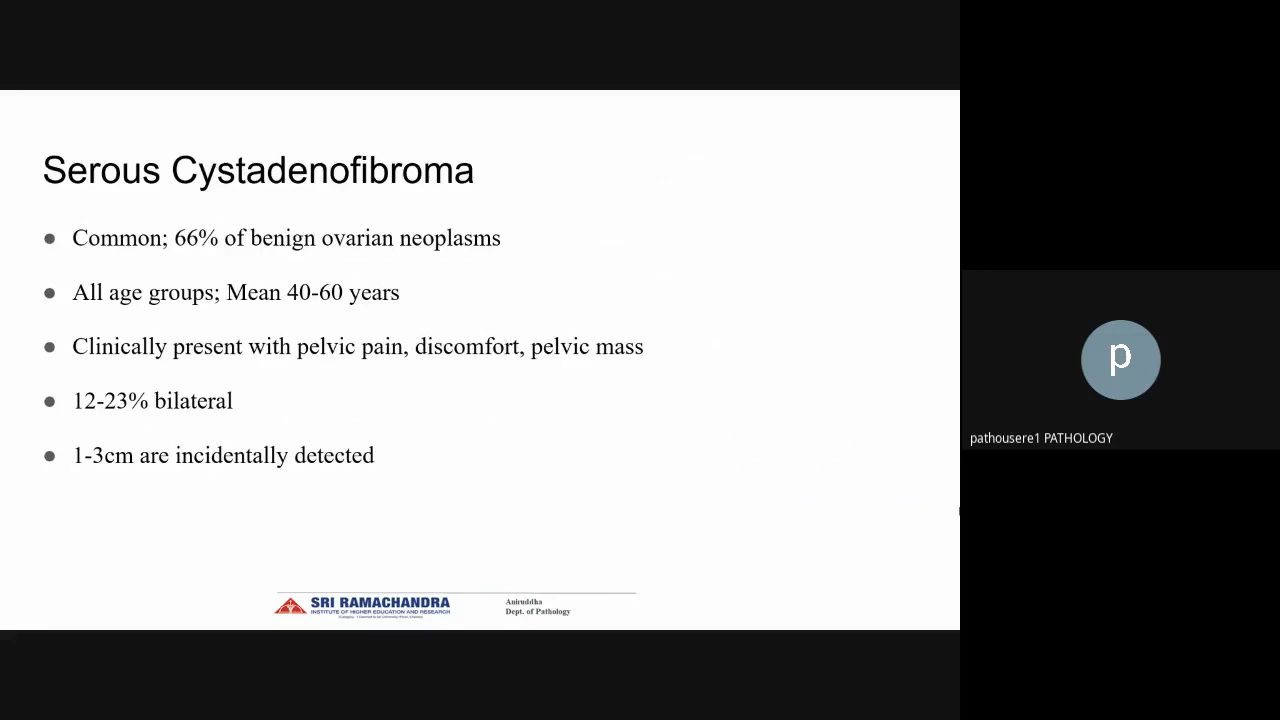 Serous Cystadenofibroma
● Common; 66% of benign ovarian neoplasms
● All age groups; Mean 40-60 years
● Clinically present with pelvic pain, discomfort, pelvic mass
● 12-23% bilateral
● 1-3cm are incidentally detected
SRI RAMACHANDRA
INSTITUTE OF HIGHER EDUCATION AND RESEARCH
Aniruddha
Dept. of Pathology
p
pathousere1 PATHOLOGY